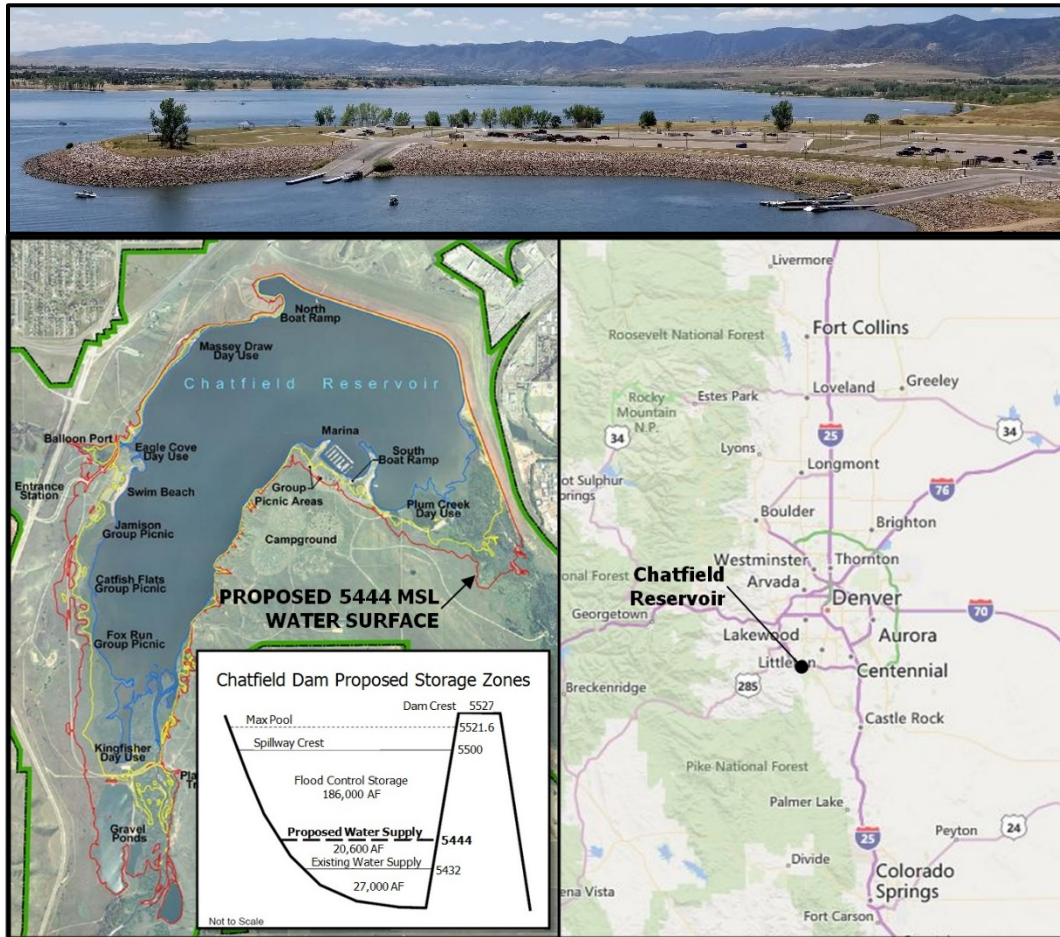 North
Boat Ramp
Massey Draw
Day Use
Chatfield Reservoir
Balloon Port
Eagle Cove
Day Use
Entrance
Station
Swim Beach
Marina
South
Boat Ramp
Group
Picnic Areas
Plum Creek
Day Use
Jamison
Group Picnic
Campground
Catfish Flats
Group Picnic
PROPOSED 5444 MSL
WATER SURFACE
Fox Run
Group Picnic
Kingfisher
Day Use
Gravel
Ponds
Chatfield Dam Proposed Storage Zones
Dam Crest 5527
Max Pool
5521.6
Spillway Crest
5500
Flood Control Storage
186,000 AF
Proposed Water Supply
5444
20,600 AF
Existing Water Supply
5432
27,000 AF
Not to Scale
Livermore
Fort Collins
Roosevelt National Forest
Greeley
Loveland
Rocky
Mountain
N.P.
Estes Park
34
34
25
Lyons
Longmont
76
Boulder
Brighton
Westminster
Thornton
Arvada
Chatfield
Reservoir
Denver
70
Georgetown
Lakewood
Aurora
Littleton
Centennial
285
Breckenridge
Castle Rock
Pike National Forest
Palmer Lake
Peyton
24
25
Divide
Colorado
Springs
Fort Carson